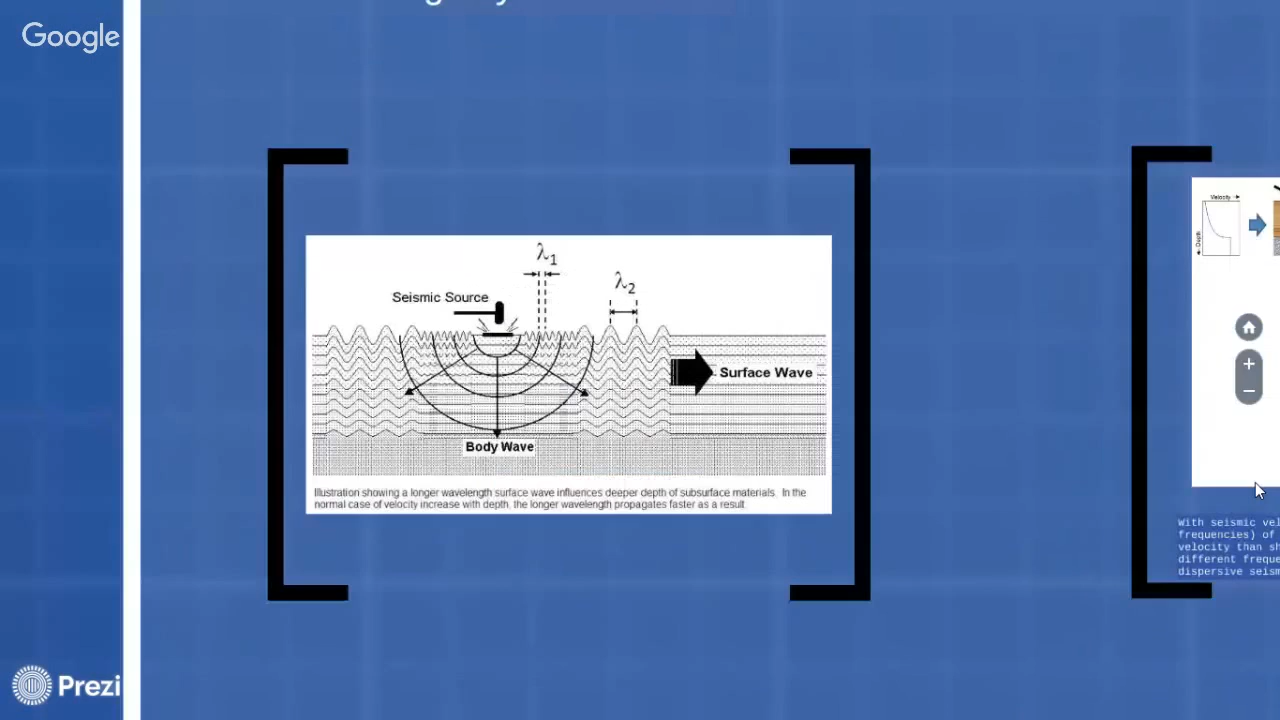 Google
λ1
λ2
Seismic Source
Surface Wave
Body Wave
Illustration showing a longer wavelength surface wave influences deeper depth of subsurface materials. In the
normal case of velocity increase with depth, the longer wavelength propagates faster as a result.
Velocity
Depth
With seismic vel
frequencies) of
velocity than sh
different freque
dispersive seism
Prezi